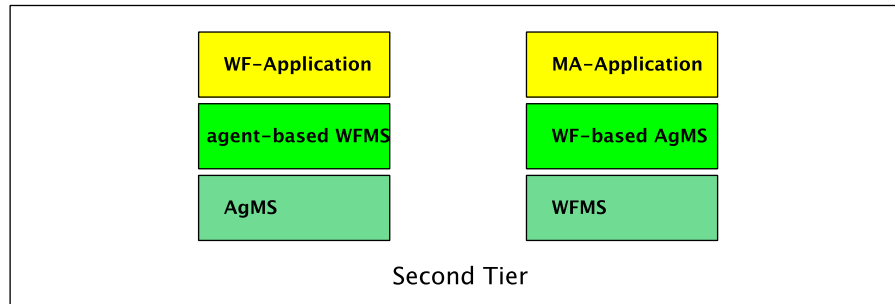 WF-Application
agent-based WFMS
AgMS
MA-Application
WF-based AgMS
WFMS
Second Tier